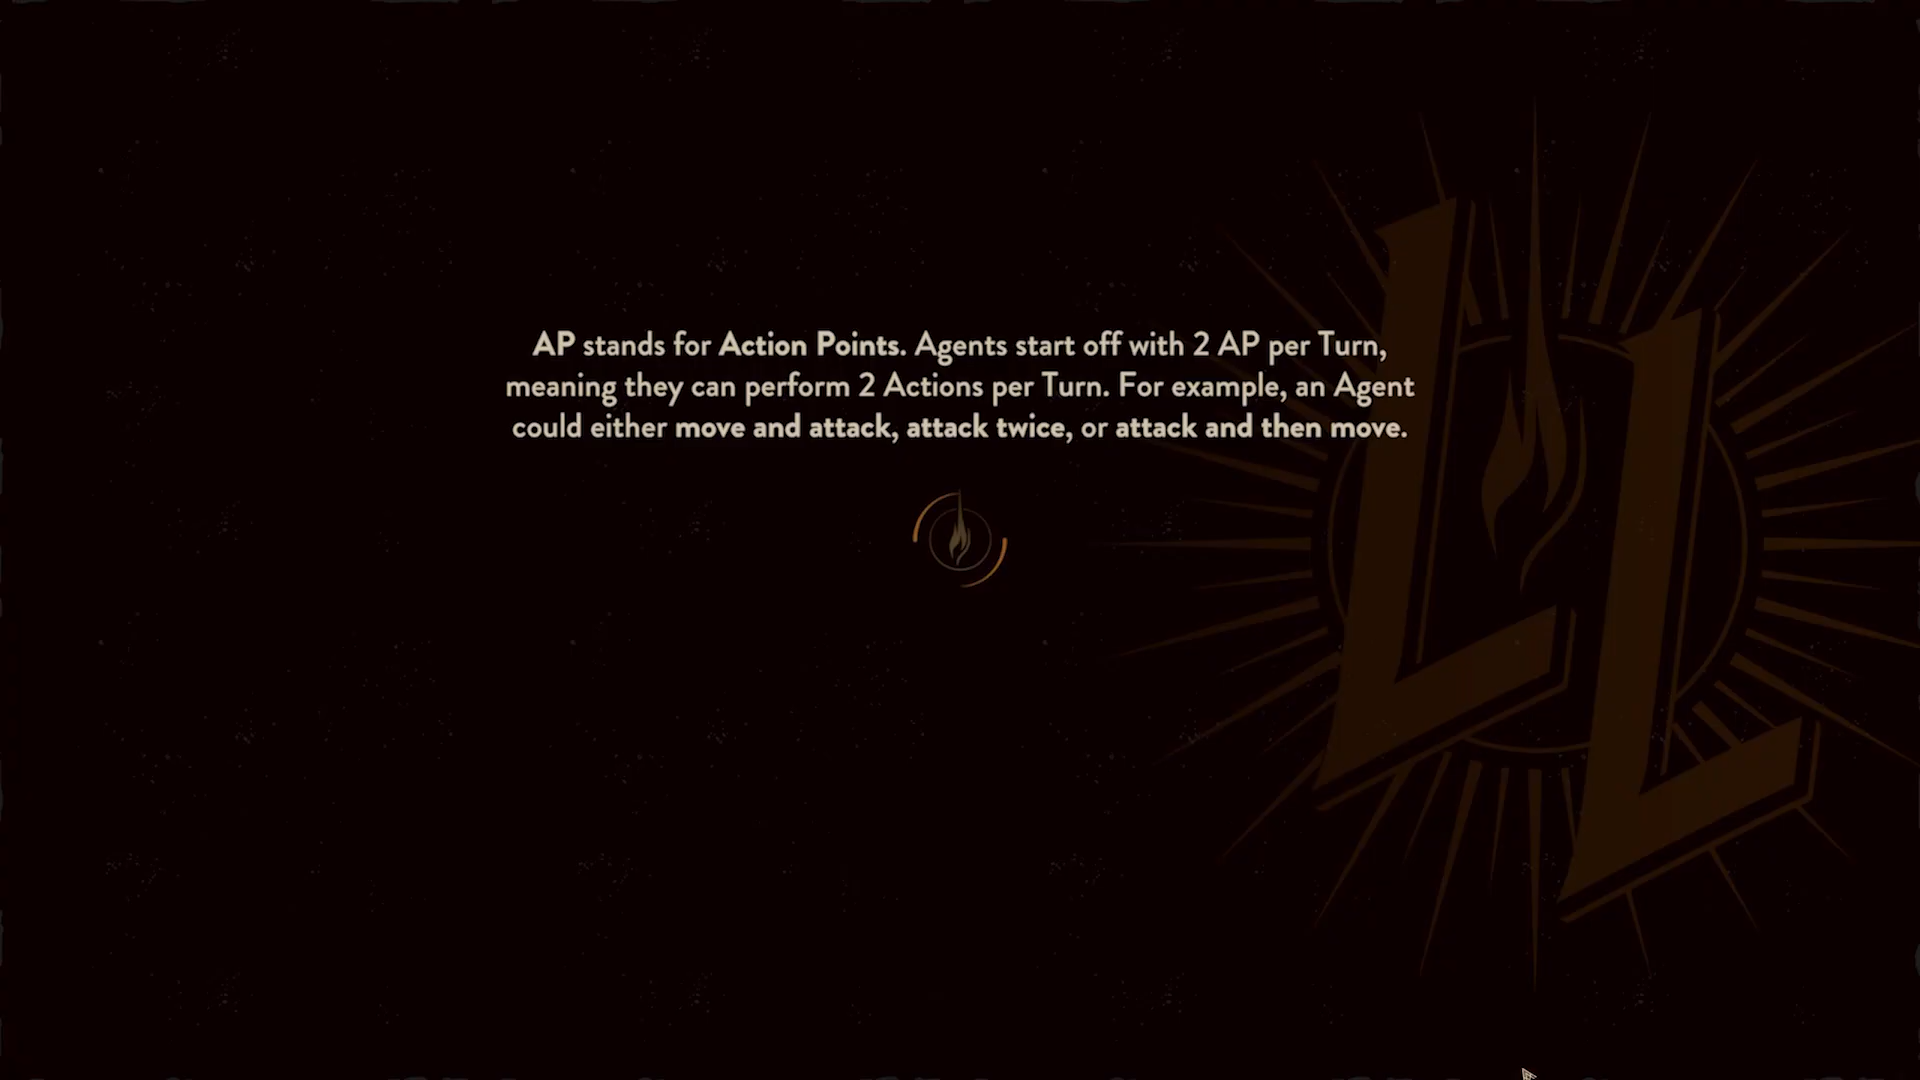 AP stands for Action Points. Agents start off with 2 AP per Turn,
meaning they can perform 2 Actions per Turn. For example, an Agent
could either move and attack, attack twice, or attack and then move.
LL